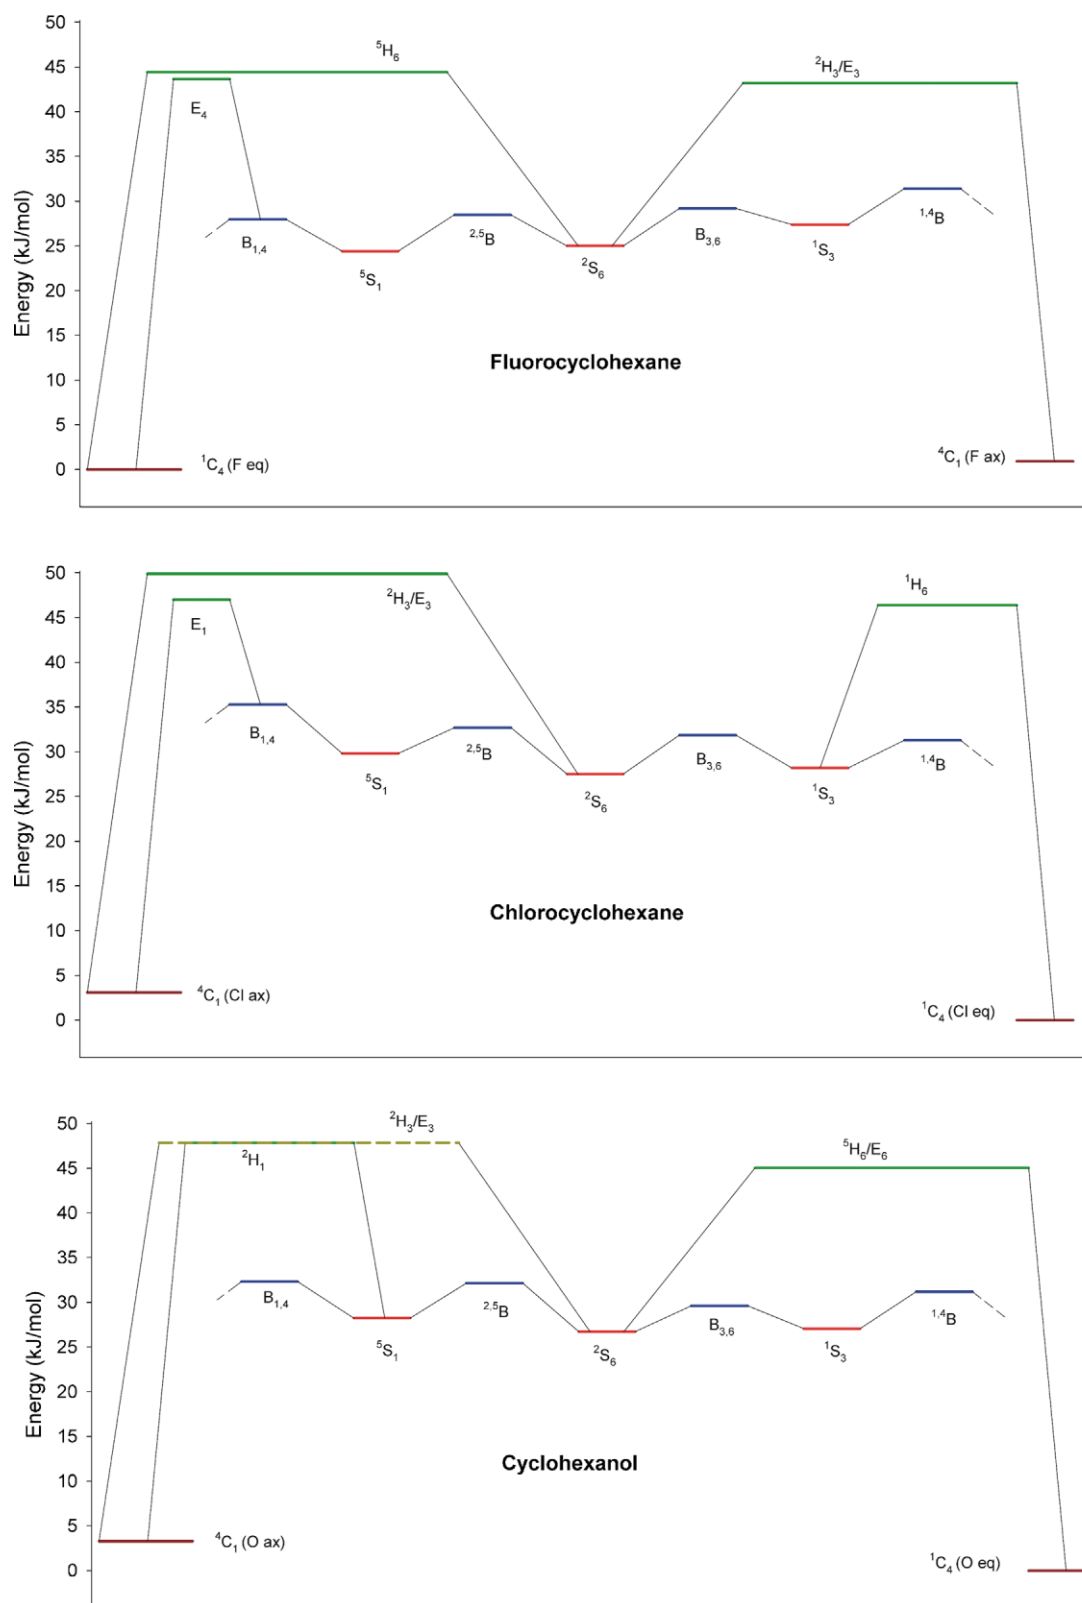 50
⁵H₆
²H₃/E₃
45
E₄
40
35
30
B₁,₄
²,⁵B
B₃,₆
¹S₃
¹,⁴B
25
⁵S₁
²S₆
20
15
Fluorocyclohexane
10
5
0
¹C₄ (F eq)
⁴C₁ (F ax)
Energy (kJ/mol)
50
²H₃/E₃
¹H₆
45
E₁
40
35
B₁,₄
²,⁵B
B₃,₆
¹,⁴B
30
⁵S₁
²S₆
¹S₃
25
20
15
Chlorocyclohexane
10
5
⁴C₁ (Cl ax)
¹C₄ (Cl eq)
0
Energy (kJ/mol)
50
²H₃/E₃
⁵H₆/E₆
²H₁
45
40
35
30
B₁,₄
²,⁵B
B₃,₆
¹,⁴B
25
⁵S₁
²S₆
¹S₃
20
15
Cyclohexanol
10
5
⁴C₁ (O ax)
¹C₄ (O eq)
0
Energy (kJ/mol)